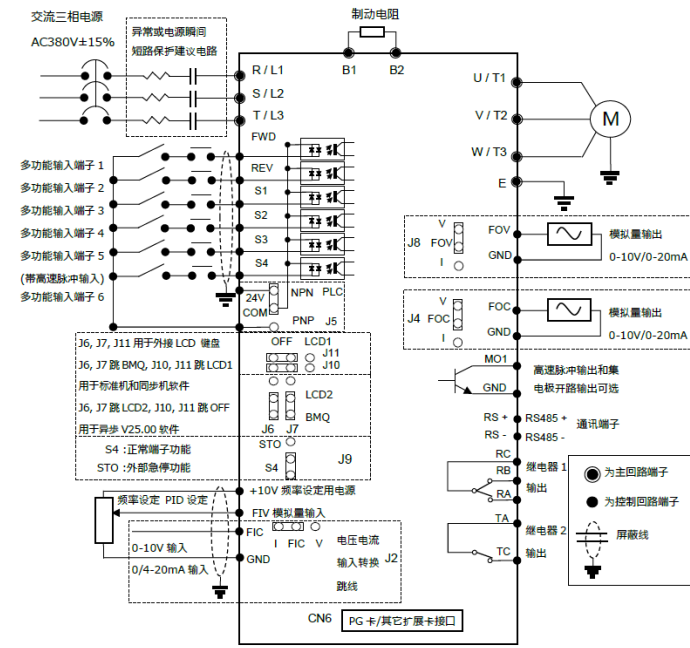 交流三相电源
AC380V±15%
异常或电源瞬间
短路保护建议电路
制动电阻
B1 B2
R / L1
S / L2
T / L3
U / T1
V / T2
W / T3
E
M
FWD
REV
S1
S2
S3
S4
多功能输入端子 1
多功能输入端子 2
多功能输入端子 3
多功能输入端子 4
多功能输入端子 5
(带高速脉冲输入)
多功能输入端子 6
24V
COM
NPN PLC
PNP J5
J8
V
FOV
I
FOV
GND
模拟量输出
0-10V/0-20mA
J4
V
FOC
I
FOC
GND
模拟量输出
0-10V/0-20mA
J6, J7, J11 用于外接 LCD 键盘
J6, J7 跳 BMQ, J10, J11 跳 LCD1
用于标准机和同步机软件
J6, J7 跳 LCD2, J10, J11 跳 OFF
用于异步 V25.00 软件
OFF LCD1
J11
J10
LCD2
BMQ
J6 J7
S4 :正常端子功能
STO :外部急停功能
STO
S4
J9
MO1
GND
高速脉冲输出和集
电极开路输出可选
RS +
RS -
RS485 +
RS485 -
通讯端子
RC
RB
RA
继电器 1
输出
TA
TC
继电器 2
输出
为主回路端子
为控制回路端子
屏蔽线
频率设定 PID 设定
+10V 频率设定用电源
FIV 模拟量输入
FIC
GND
0-10V 输入
0/4-20mA 输入
I FIC V
电压电流
输入转换
跳线
J2
CN6
PG 卡/其它扩展卡接口